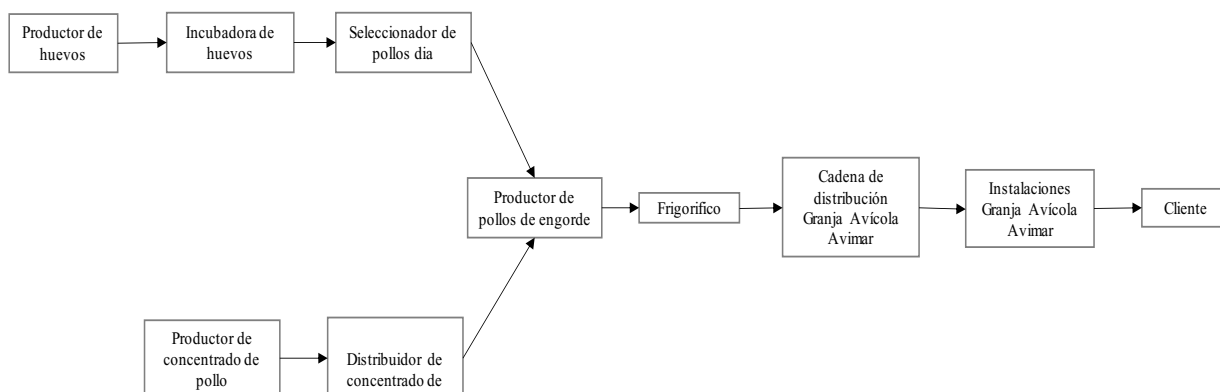 Productor de
huevos
Incubadora de
huevos
Seleccionador de
pollos dia
Productor de
pollos de engorde
Frigorifico
Cadena de
distribución
Granja Avícola
Avimar
Instalaciones
Granja Avícola
Avimar
Cliente
Productor de
concentrado de
pollo
Distribuidor de
concentrado de